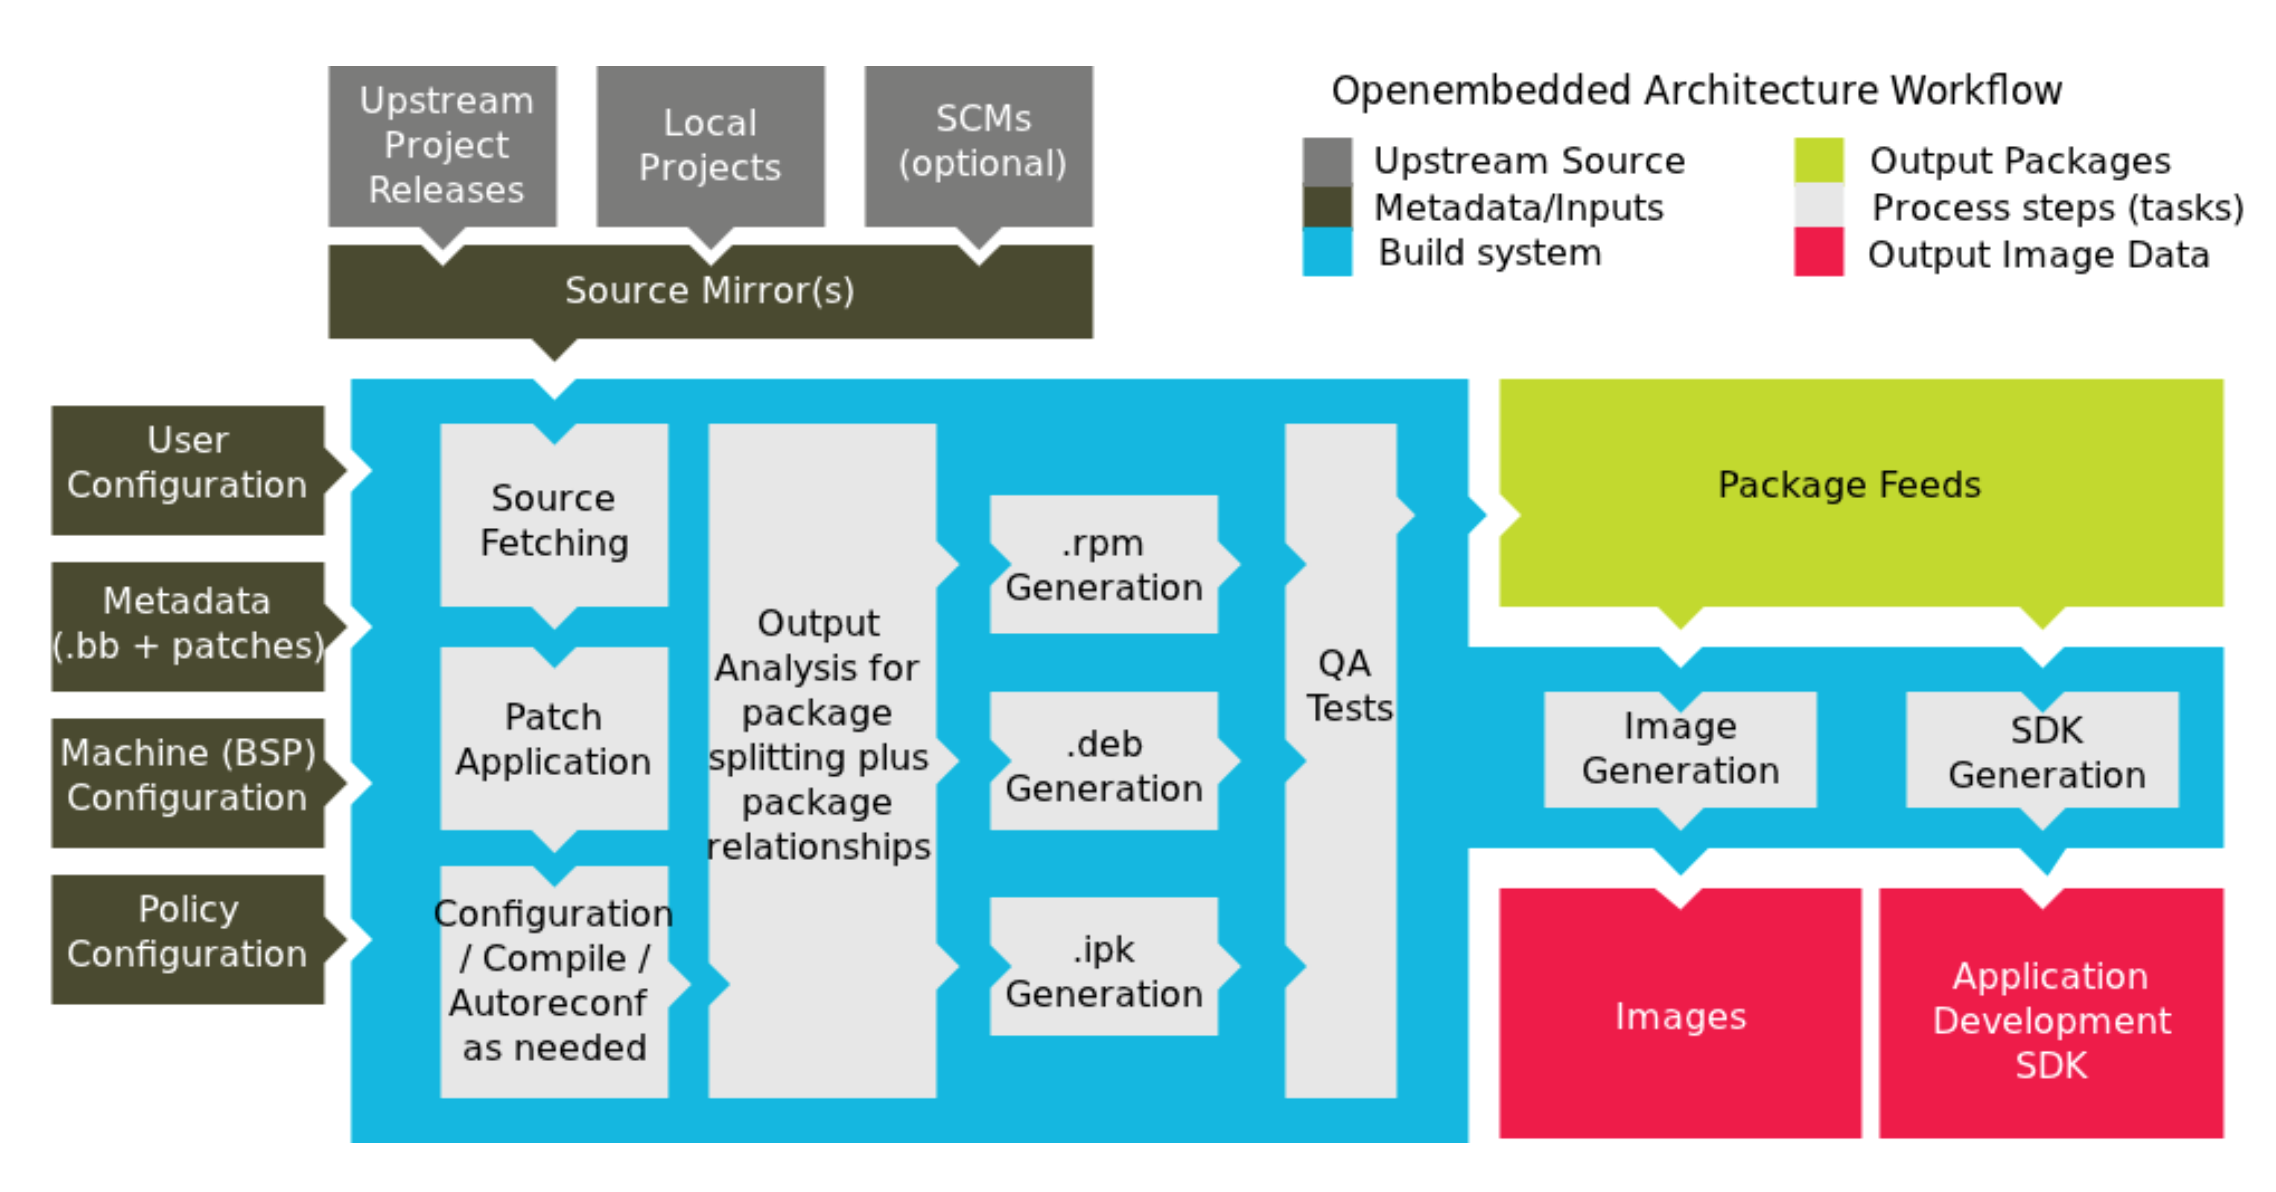 Upstream
Project
Releases
Local
Projects
SCMs
(optional)
Openembedded Architecture Workflow
Upstream Source
Metadata/Inputs
Build system
Output Packages
Process steps (tasks)
Output Image Data
Source Mirror(s)
User
Configuration
Metadata
(.bb + patches)
Machine (BSP)
Configuration
Policy
Configuration
Source
Fetching
Patch
Application
Configuration
/ Compile /
Autoreconf
as needed
Output
Analysis for
package
splitting plus
package
relationships
.rpm
Generation
.deb
Generation
.ipk
Generation
QA
Tests
Package Feeds
Image
Generation
SDK
Generation
Images
Application
Development
SDK